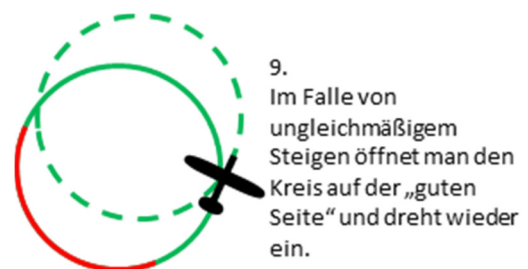 9.
Im Falle von
ungleichmäßigem
Steigen öffnet man den
Kreis auf der „guten
Seite“ und dreht wieder
ein.